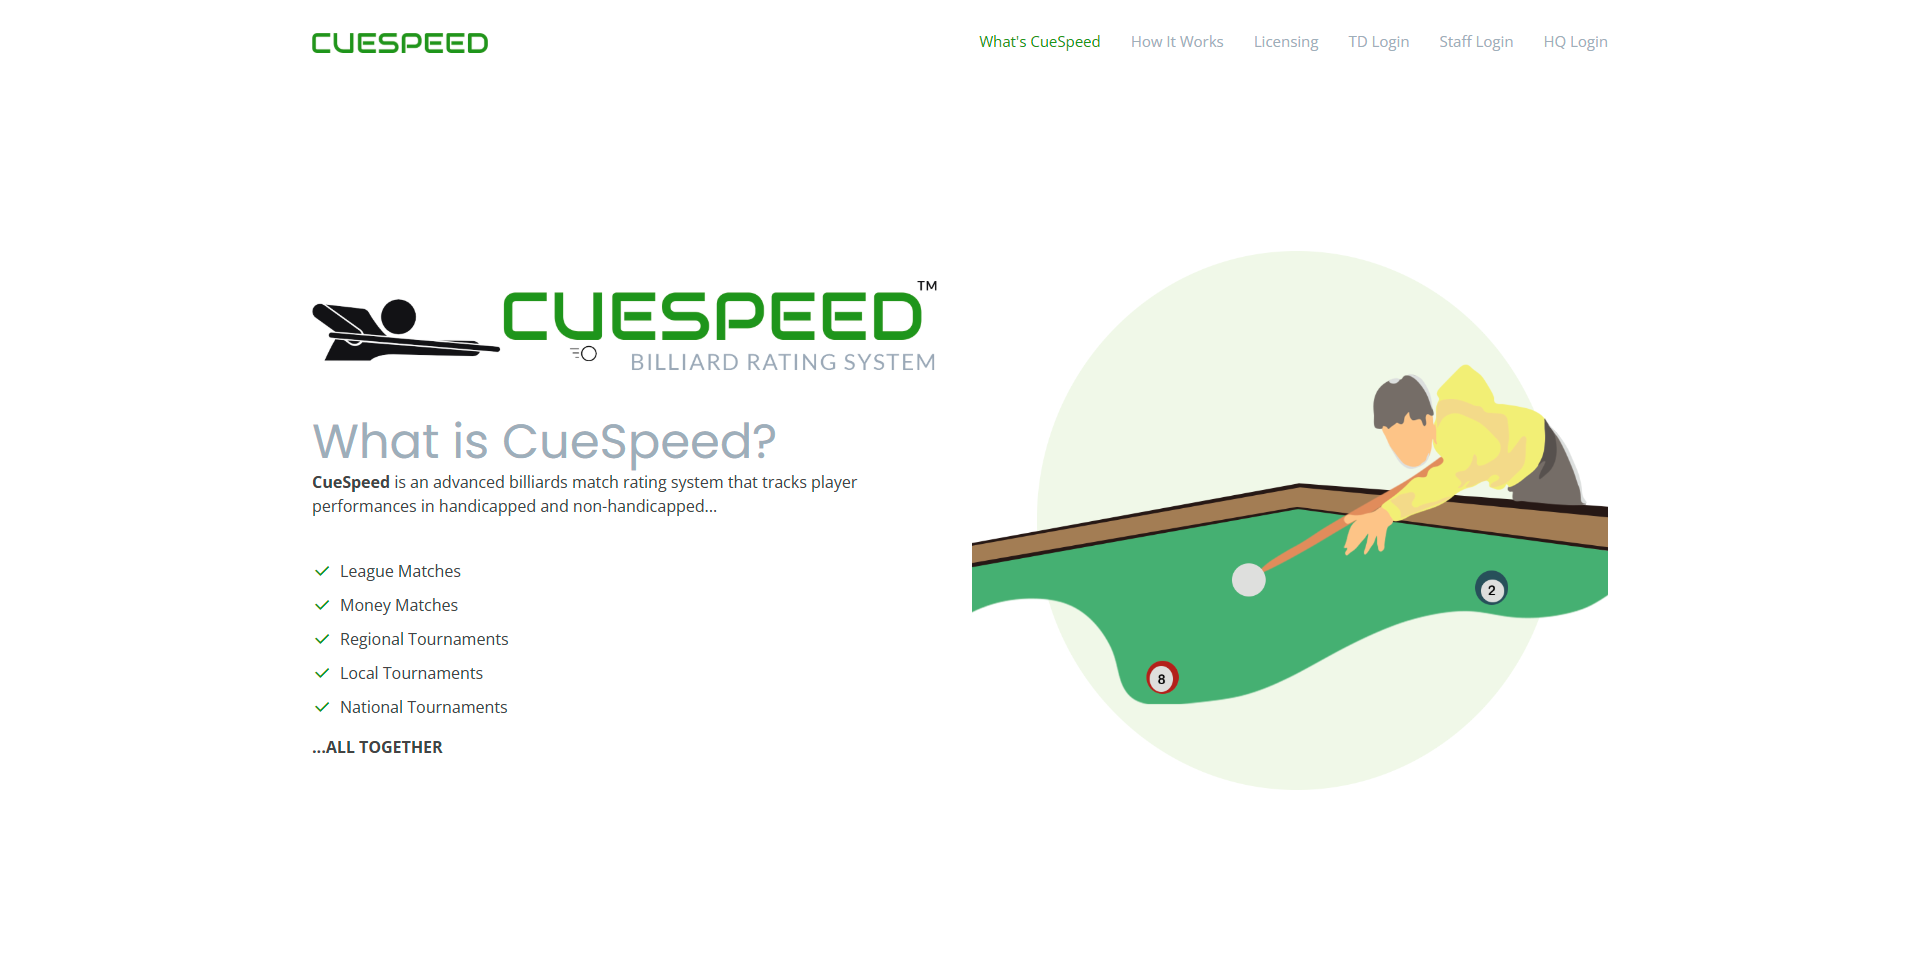 CUESPEED
What's CueSpeed How It Works Licensing TD Login Staff Login HQ Login
CUESPEED™
BILLIARD RATING SYSTEM
What is CueSpeed?
CueSpeed is an advanced billiards match rating system that tracks player
performances in handicapped and non-handicapped...
League Matches
Money Matches
Regional Tournaments
Local Tournaments
National Tournaments
...ALL TOGETHER
2
8